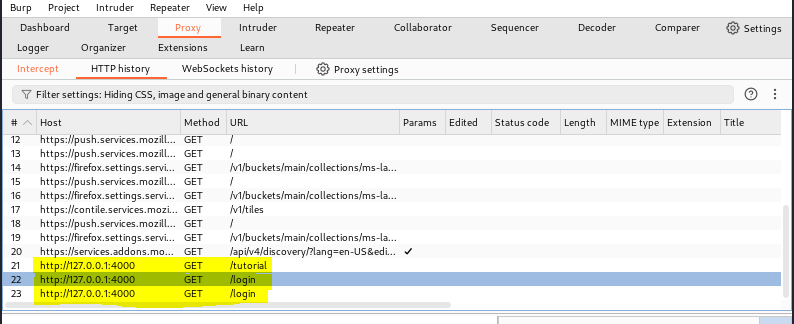 Burp Project Intruder Repeater View Help
Dashboard Target Proxy Intruder Repeater Collaborator Sequencer Decoder Comparer Settings
Logger Organizer Extensions Learn
Intercept HTTP history WebSockets history Proxy settings
Filter settings: Hiding CSS, image and general binary content
# Host Method URL Params Edited Status code Length MIME type Extension Title
12 https://push.services.mozill... GET /
13 https://push.services.mozill... GET /
14 https://firefox.settings.servi... GET /v1/buckets/main/collections/ms-la...
15 https://push.services.mozill... GET /
16 https://firefox.settings.servi... GET /v1/buckets/main/collections/ms-la...
17 https://contile.services.mozi... GET /v1/tiles
18 https://push.services.mozill... GET /
19 https://firefox.settings.servi... GET /v1/buckets/main/collections/ms-la...
20 https://services.addons.mo... GET /api/v4/discovery/?lang=en-US&edi... ✓
21 http://127.0.0.1:4000 GET /tutorial
22 http://127.0.0.1:4000 GET /login
23 http://127.0.0.1:4000 GET /login